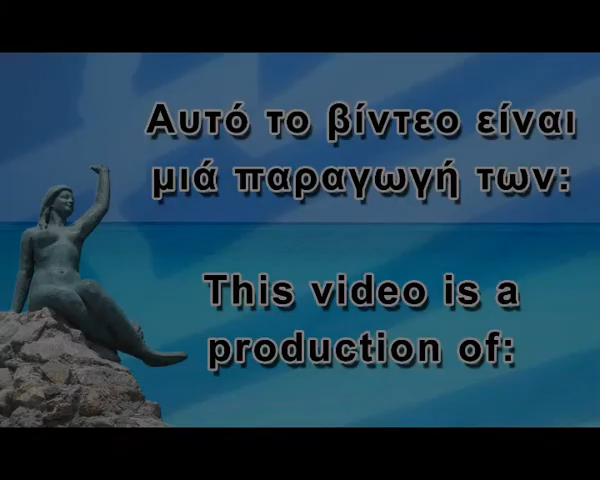 Αυτό το βίντεο είναι
μιά παραγωγή των:
This video is a
production of: